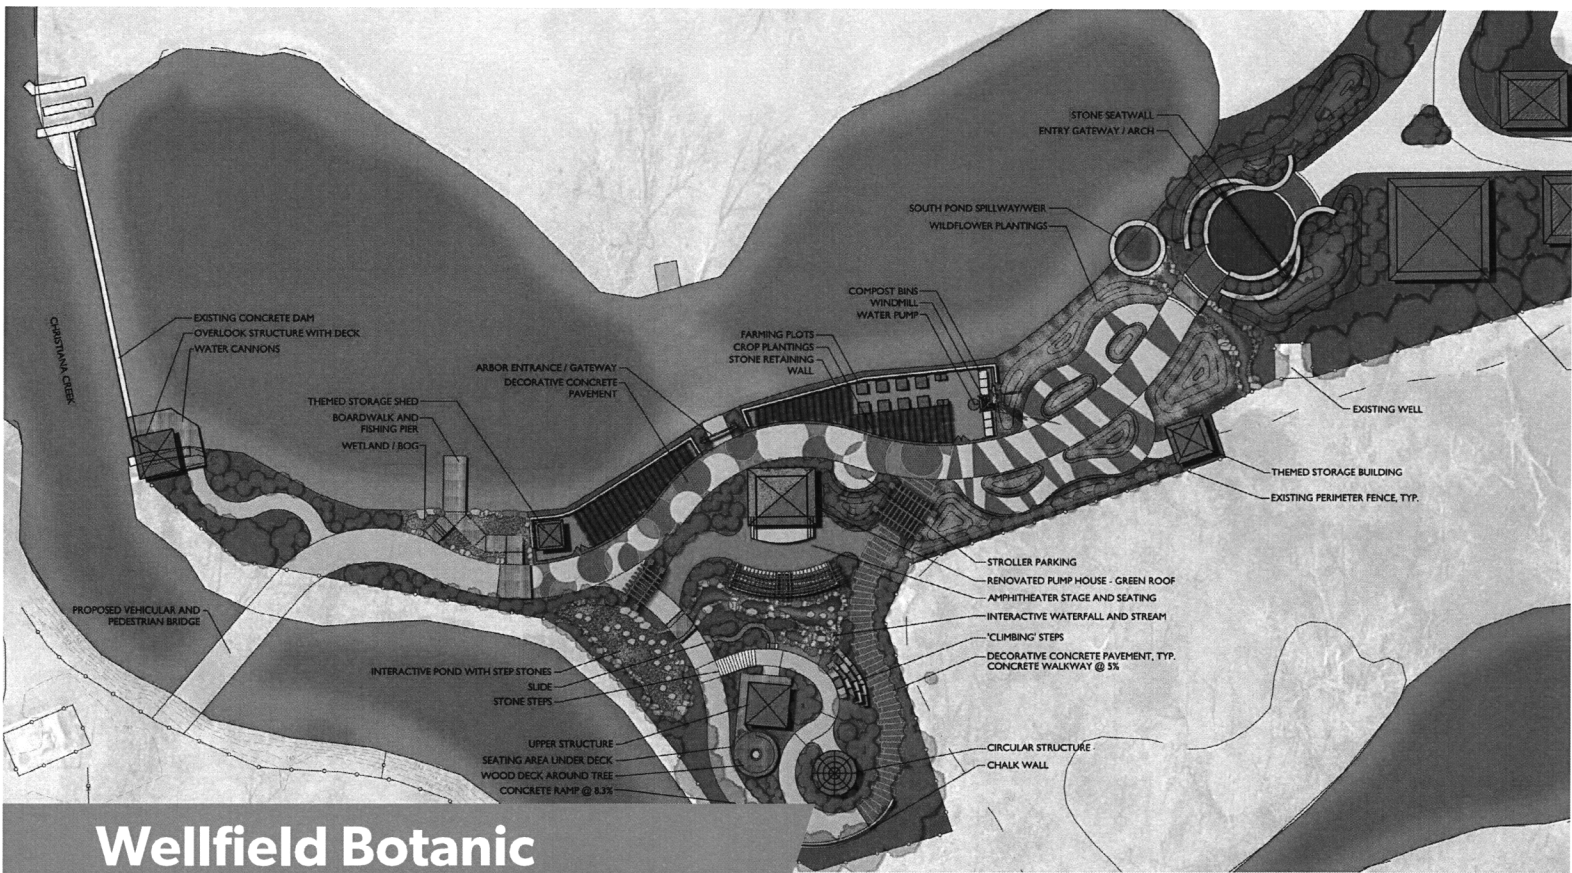 STONE SEATWALL
ENTRY GATEWAY / ARCH
SOUTH POND SPILLWAY/WEIR
WILDFLOWER PLANTINGS
COMPOST BINS
WINDMILL
WATER PUMP
FARMING PLOTS
CROP PLANTINGS
STONE RETAINING
WALL
ARBOR ENTRANCE / GATEWAY
DECORATIVE CONCRETE
PAVEMENT
EXISTING CONCRETE DAM
OVERLOOK STRUCTURE WITH DECK
WATER CANNONS
CHRISTIANA CREEK
THEMED STORAGE SHED
BOARDWALK AND
FISHING PIER
WETLAND / BOG
EXISTING WELL
THEMED STORAGE BUILDING
EXISTING PERIMETER FENCE, TYP.
STROLLER PARKING
RENOVATED PUMP HOUSE - GREEN ROOF
AMPHITHEATER STAGE AND SEATING
INTERACTIVE WATERFALL AND STREAM
'CLIMBING' STEPS
DECORATIVE CONCRETE PAVEMENT, TYP.
CONCRETE WALKWAY @ 5%
PROPOSED VEHICULAR AND
PEDESTRIAN BRIDGE
INTERACTIVE POND WITH STEP STONES
SLIDE
STONE STEPS
UPPER STRUCTURE
SEATING AREA UNDER DECK
WOOD DECK AROUND TREE
CONCRETE RAMP @ 8.3%
CIRCULAR STRUCTURE
CHALK WALL
Wellfield Botanic